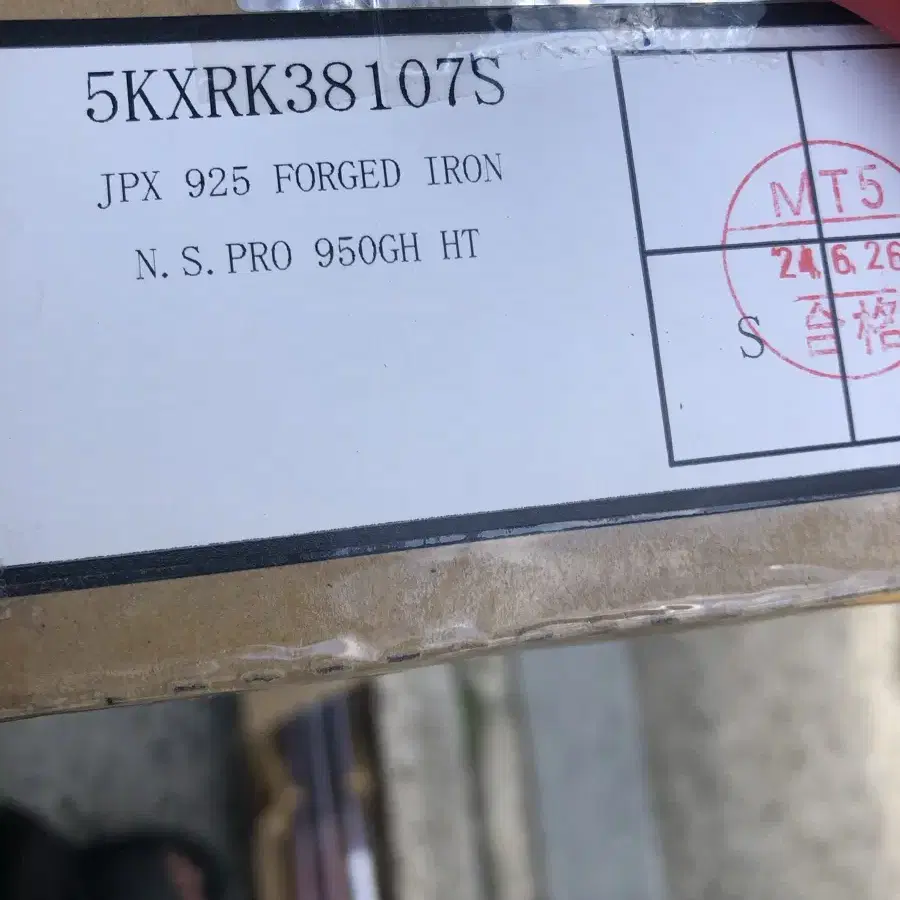 5KXRK38107S
JPX 925 FORGED IRON
N.S.PRO 950GH HT
S
MT5
'24.6.26
合格